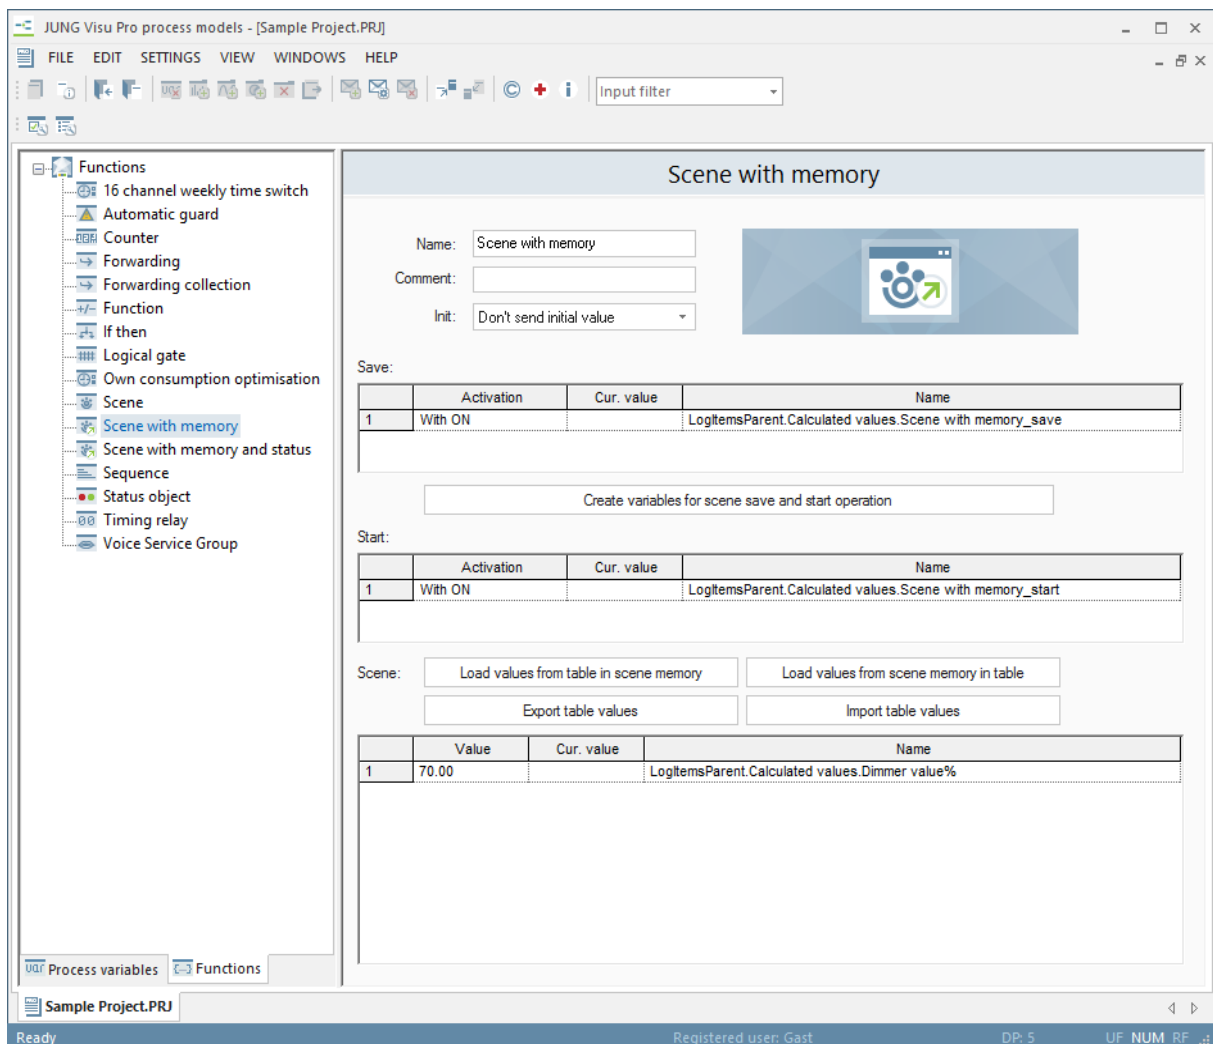 JUNG Visu Pro process models - [Sample Project.PRJ]
FILE EDIT SETTINGS VIEW WINDOWS HELP
Input filter
Functions
16 channel weekly time switch
Automatic guard
Counter
Forwarding
Forwarding collection
Function
If then
Logical gate
Own consumption optimisation
Scene
Scene with memory
Scene with memory and status
Sequence
Status object
Timing relay
Voice Service Group
Process variables Functions
Scene with memory
Name: Scene with memory
Comment:
Init: Don't send initial value
Save:
Activation Cur. value Name
1 With ON LogItemsParent.Calculated values.Scene with memory_save
Create variables for scene save and start operation
Start:
Activation Cur. value Name
1 With ON LogItemsParent.Calculated values.Scene with memory_start
Scene: Load values from table in scene memory Load values from scene memory in table
Export table values Import table values
Value Cur. value Name
1 70.00 LogItemsParent.Calculated values.Dimmer value%
Sample Project.PRJ
Ready Registered user: Gast DP: 5 UF NUM RF